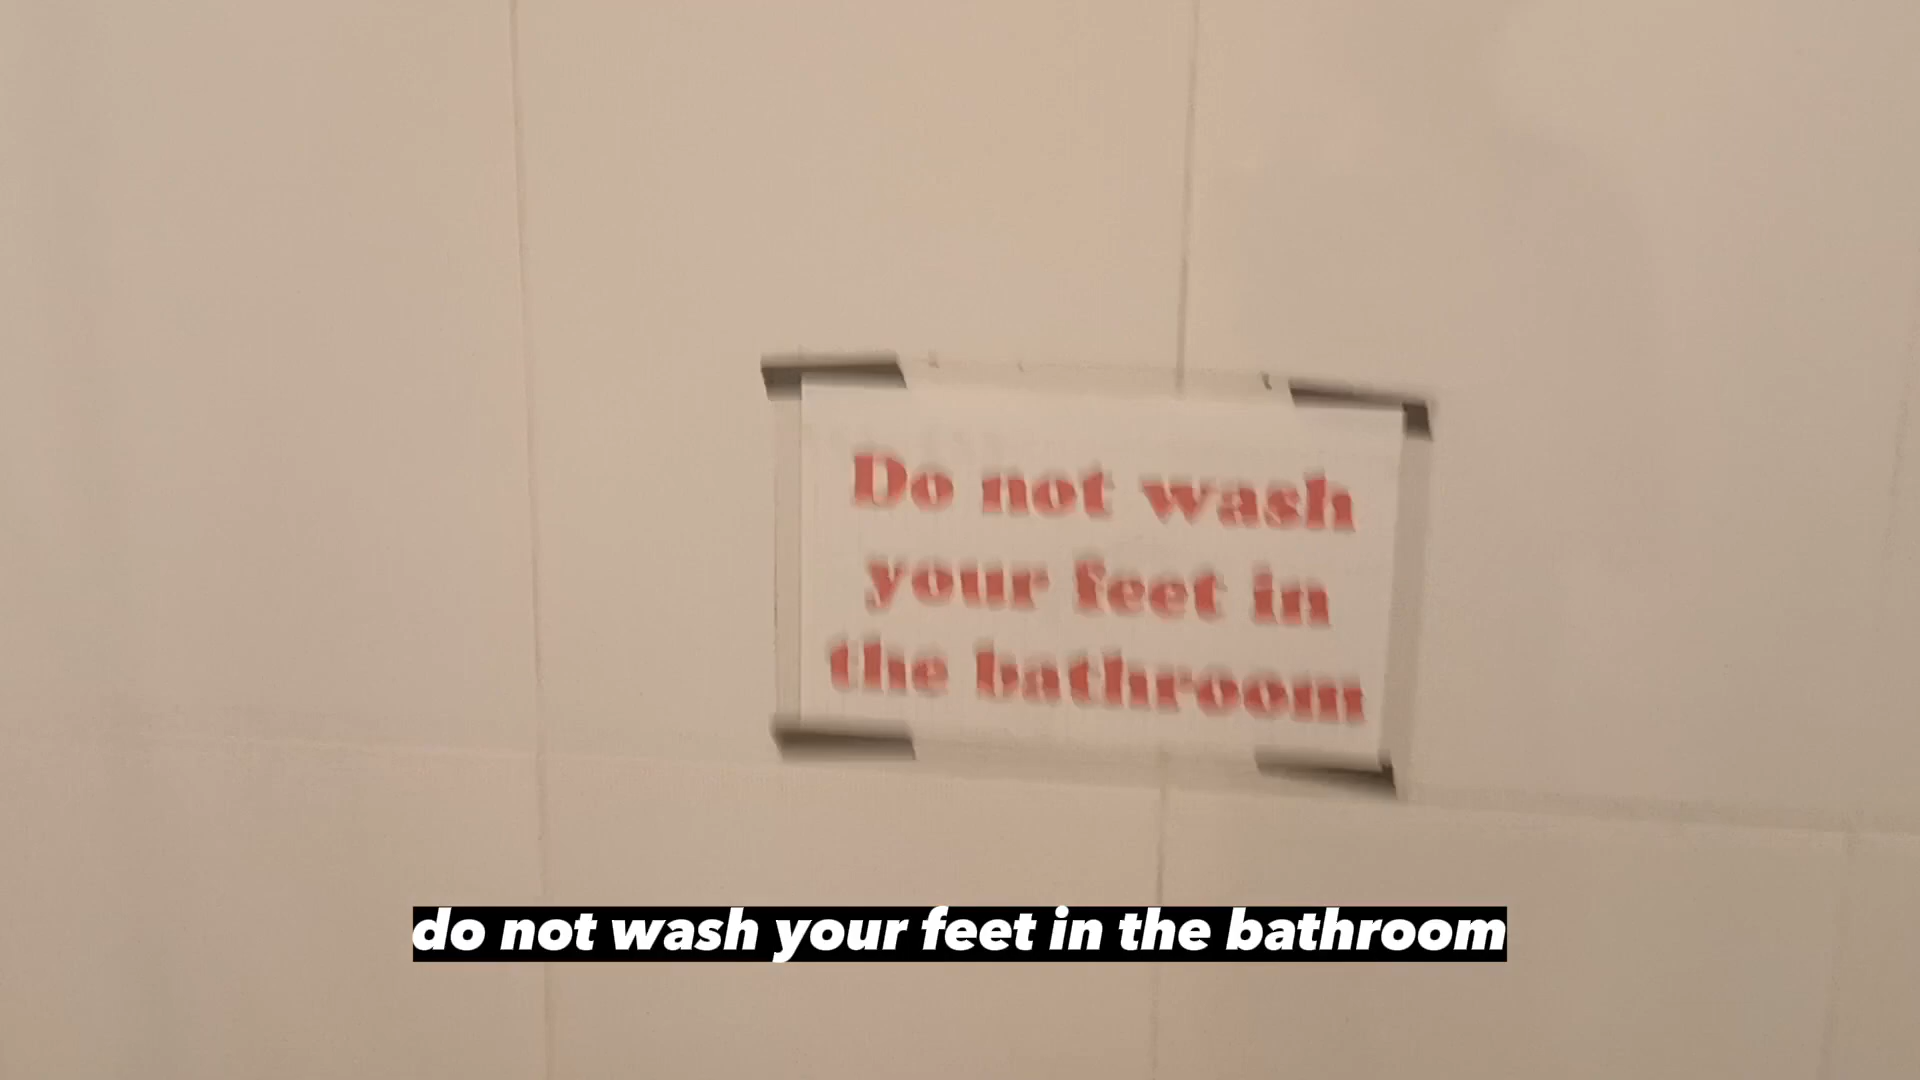 Do not wash
your feet in
the bathroom
do not wash your feet in the bathroom